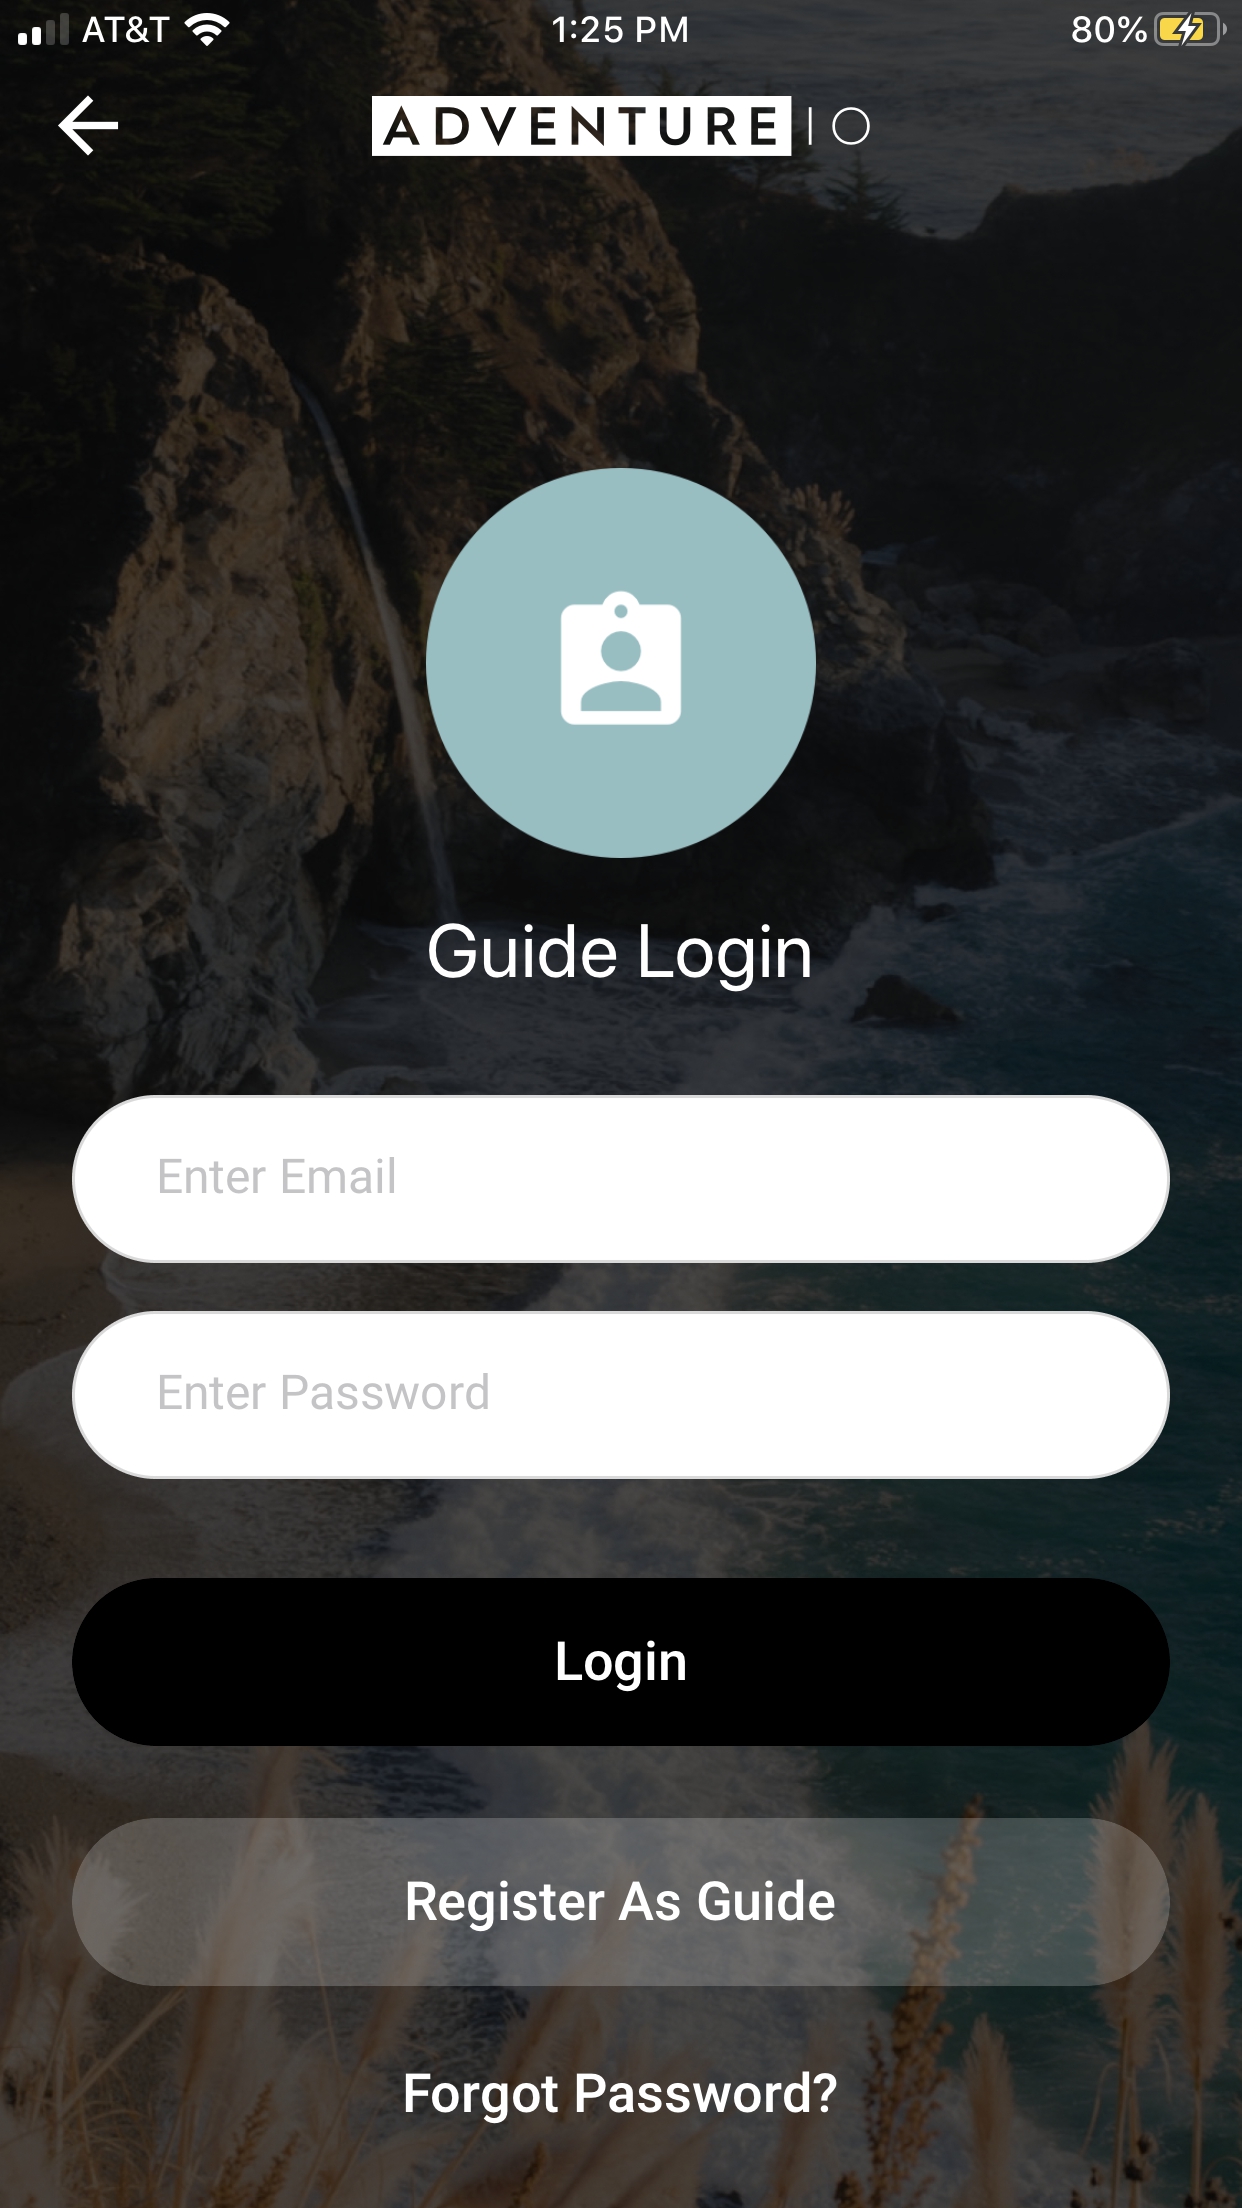 AT&T 1:25 PM 80%
ADVENTURE | O
Guide Login
Enter Email
Enter Password
Login
Register As Guide
Forgot Password?